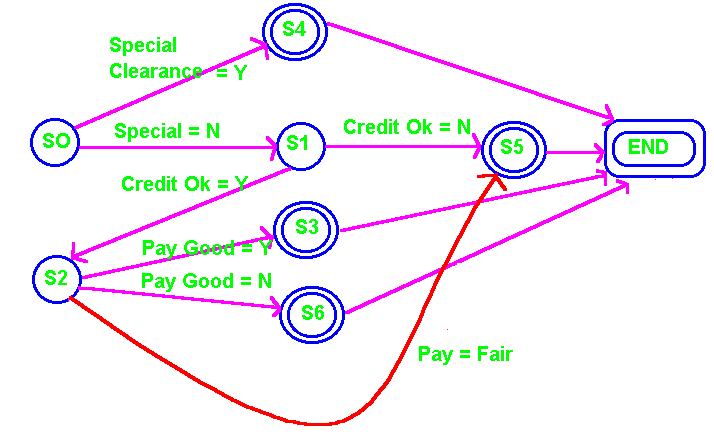 S4
Special
Clearance = Y
SO
Special = N
S1
Credit Ok = N
S5
END
Credit Ok = Y
S3
Pay Good = Y
S2
Pay Good = N
S6
Pay = Fair